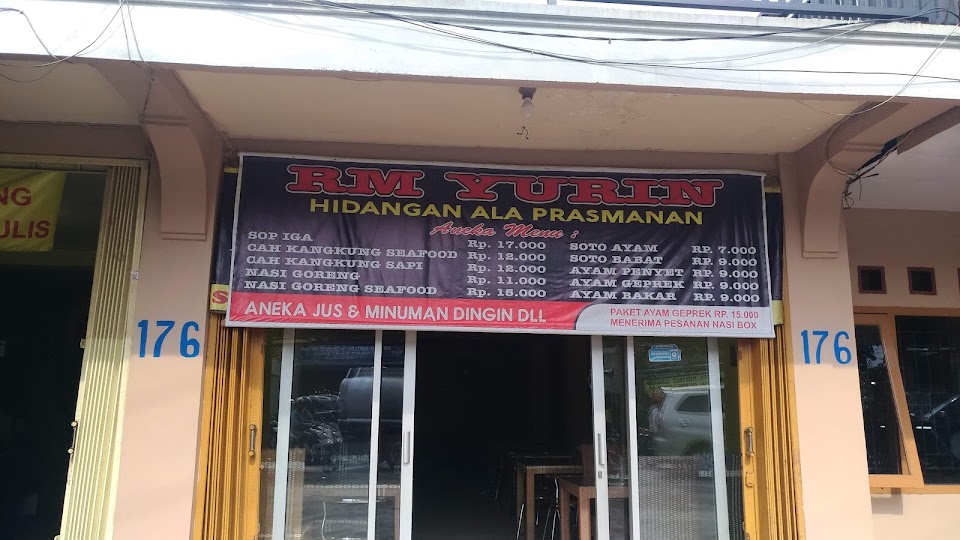 NG
ULIS
RM YURIN
HIDANGAN ALA PRASMANAN
Aneka Menu :
SOP IGA Rp. 17.000
CAH KANGKUNG SEAFOOD Rp. 12.000
CAH KANGKUNG SAPI Rp. 12.000
NASI GORENG Rp. 11.000
NASI GORENG SEAFOOD Rp. 15.000
SOTO AYAM RP. 7.000
SOTO BABAT RP. 9.000
AYAM PENYET RP. 9.000
AYAM GEPREK RP. 9.000
AYAM BAKAR RP. 9.000
ANEKA JUS & MINUMAN DINGIN DLL
PAKET AYAM GEPREK RP. 15.000
MENERIMA PESANAN NASI BOX
S
176
176